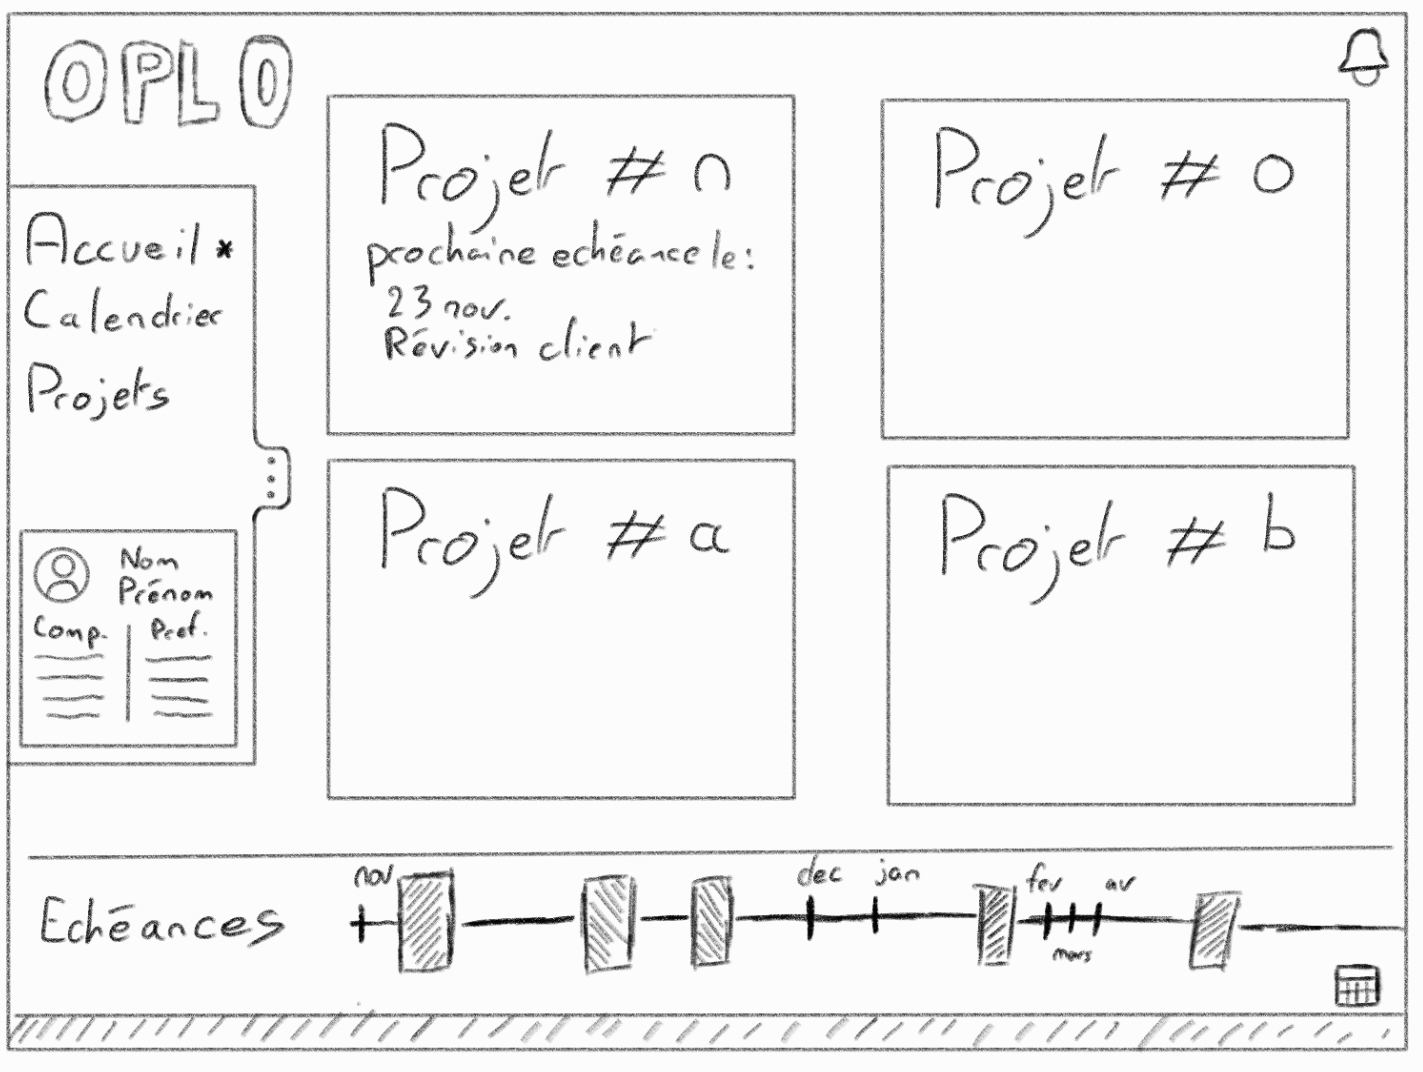 OPLO
Accueil *
Calendrier
Projets
Nom
Prénom
Comp. Pref.
Projet # n
prochaine echéance le :
23 nov.
Révision client
Projet # o
Projet # a
Projet # b
Echéances
nov
dec
jan
fev
mars
av